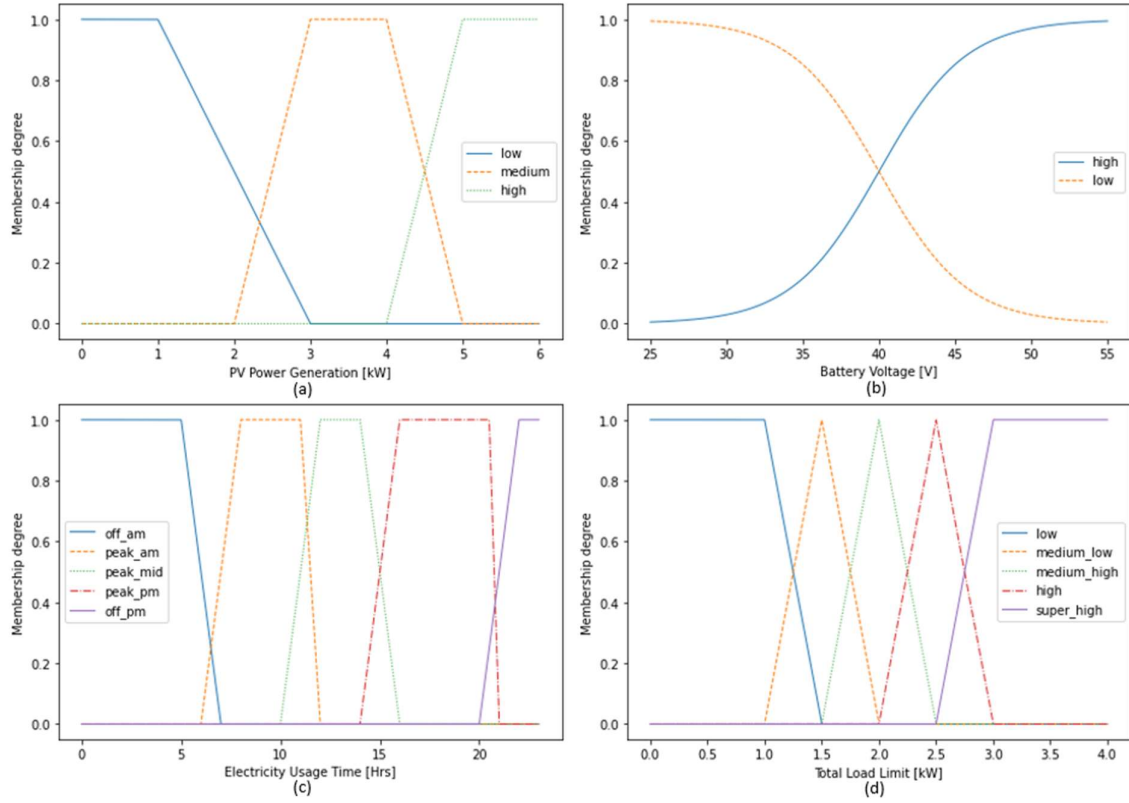 1.0
0.8
0.6
0.4
0.2
0.0
Membership degree
low
medium
high
0 1 2 3 4 5 6
PV Power Generation [kW]
(a)
1.0
0.8
0.6
0.4
0.2
0.0
Membership degree
high
low
25 30 35 40 45 50 55
Battery Voltage [V]
(b)
1.0
0.8
0.6
0.4
0.2
0.0
Membership degree
off_am
peak_am
peak_mid
peak_pm
off_pm
0 5 10 15 20
Electricity Usage Time [Hrs]
(c)
1.0
0.8
0.6
0.4
0.2
0.0
Membership degree
low
medium_low
medium_high
high
super_high
0.0 0.5 1.0 1.5 2.0 2.5 3.0 3.5 4.0
Total Load Limit [kW]
(d)